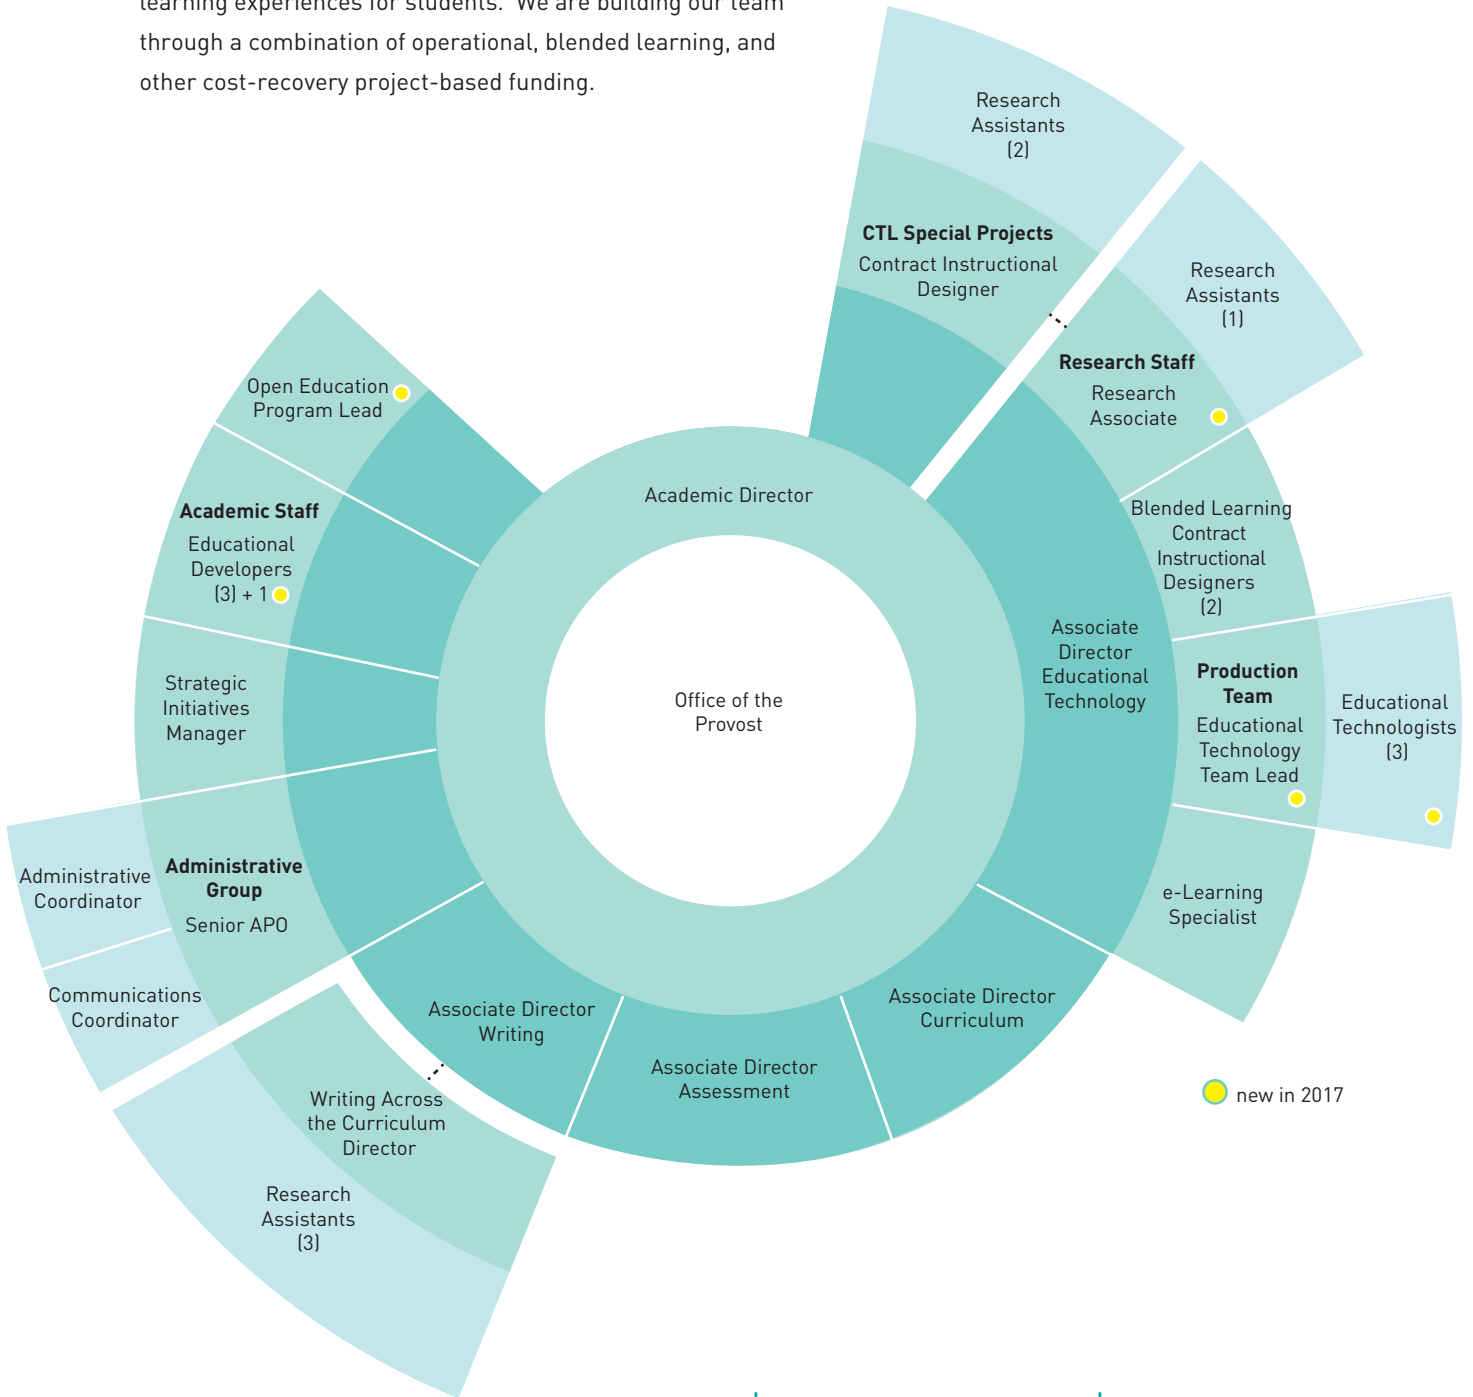 learning experiences for students. We are building our team
through a combination of operational, blended learning, and
other cost-recovery project-based funding.
Research
Assistants
(2)
CTL Special Projects
Contract Instructional
Designer
Research
Assistants
(1)
Research Staff
Research
Associate
Open Education
Program Lead
Academic Staff
Educational
Developers
(3) + 1
Strategic
Initiatives
Manager
Administrative
Group
Senior APO
Administrative
Coordinator
Communications
Coordinator
Academic Director
Office of the
Provost
Associate
Director
Educational
Technology
Blended Learning
Contract
Instructional
Designers
(2)
Production
Team
Educational
Technology
Team Lead
Educational
Technologists
(3)
e-Learning
Specialist
Associate Director
Writing
Associate Director
Assessment
Associate Director
Curriculum
Writing Across
the Curriculum
Director
Research
Assistants
(3)
new in 2017